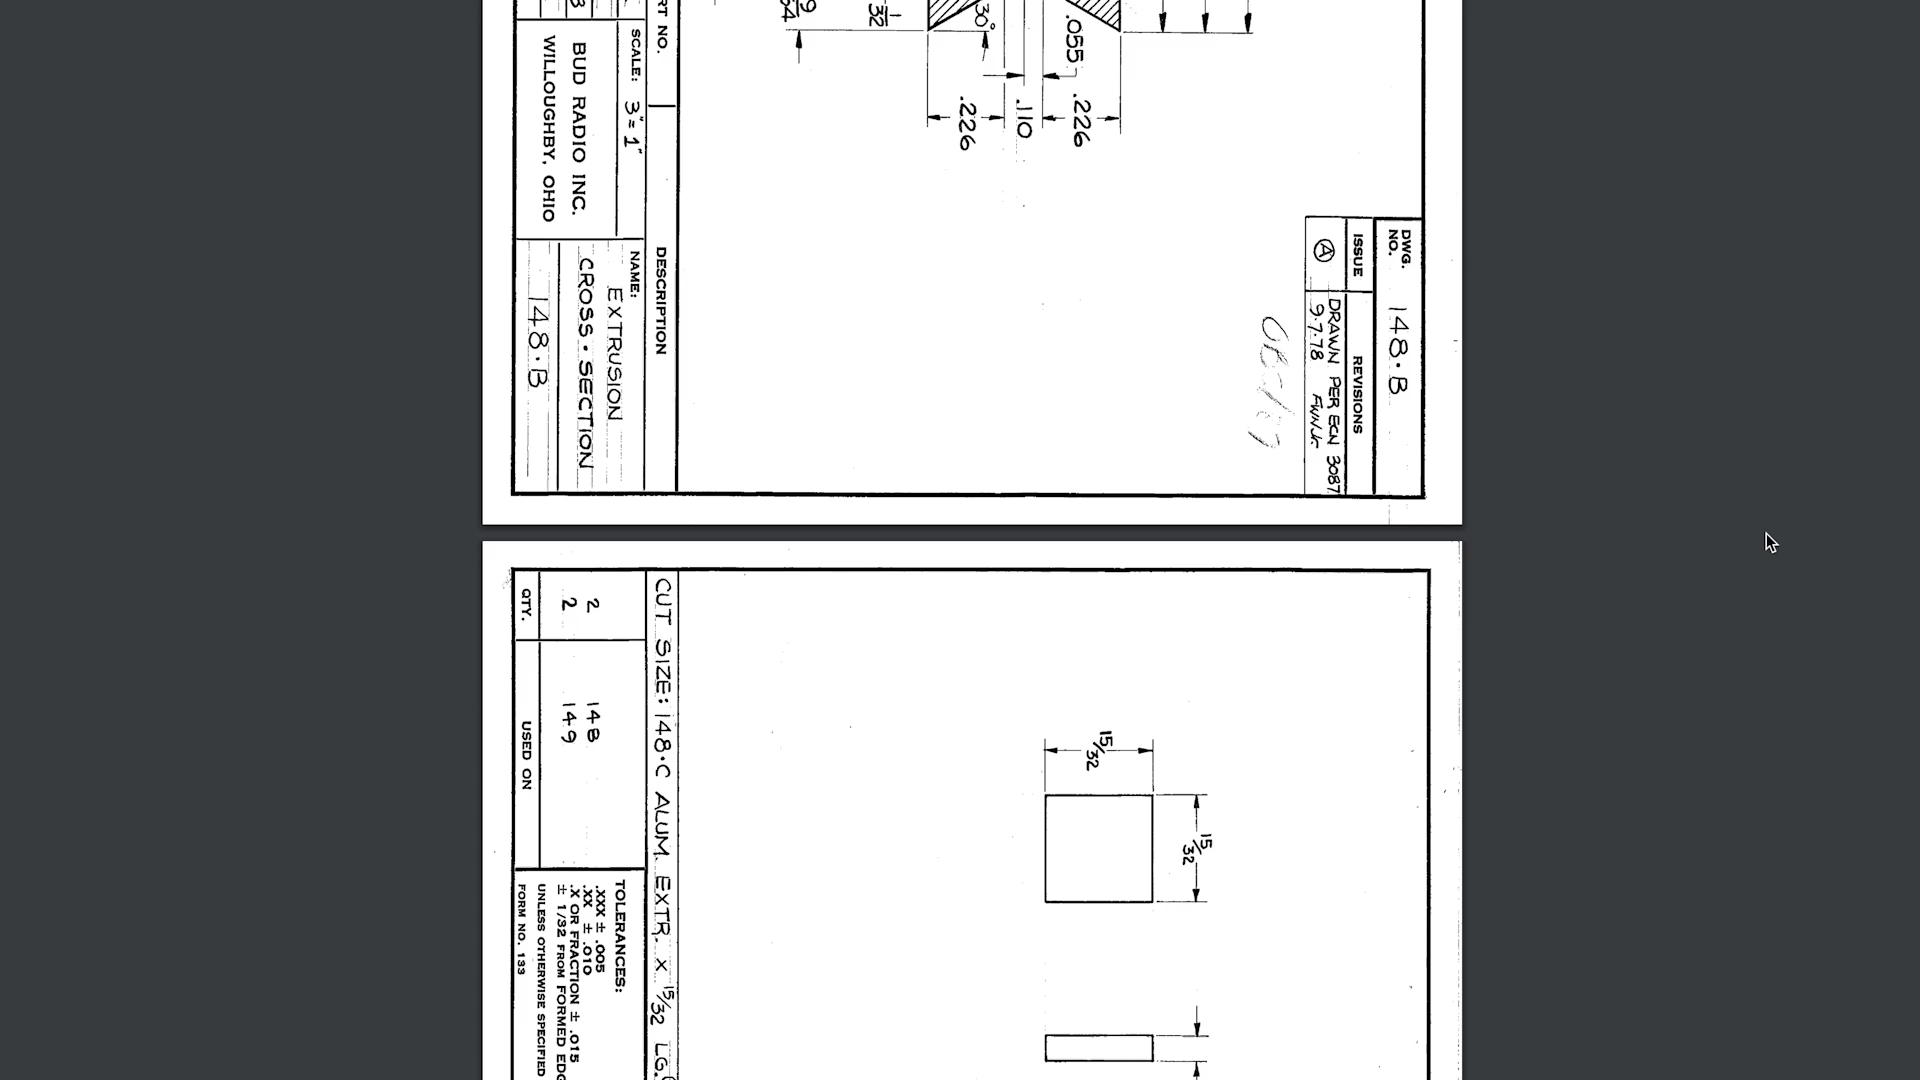 .055
.226
.110
.226
30°
1/32
RT NO.
DESCRIPTION
SCALE: 3"=1"
BUD RADIO INC.
WILLOUGHBY, OHIO
NAME:
EXTRUSION
CROSS·SECTION
148·B
DWG.
NO.
148·B
ISSUE
REVISIONS
A
DRAWN PER ECN 3087
9·7·78 FWNJr.
15/32
15/32
CUT SIZE: 148·C ALUM. EXTR. X 15/32 LG.
2 148
2 149
QTY.
USED ON
TOLERANCES:
.XXX ± .005
.XX ± .010
.X OR FRACTION ± .015
± 1/32 FROM FORMED EDG
UNLESS OTHERWISE SPECIFIED
FORM NO. 133